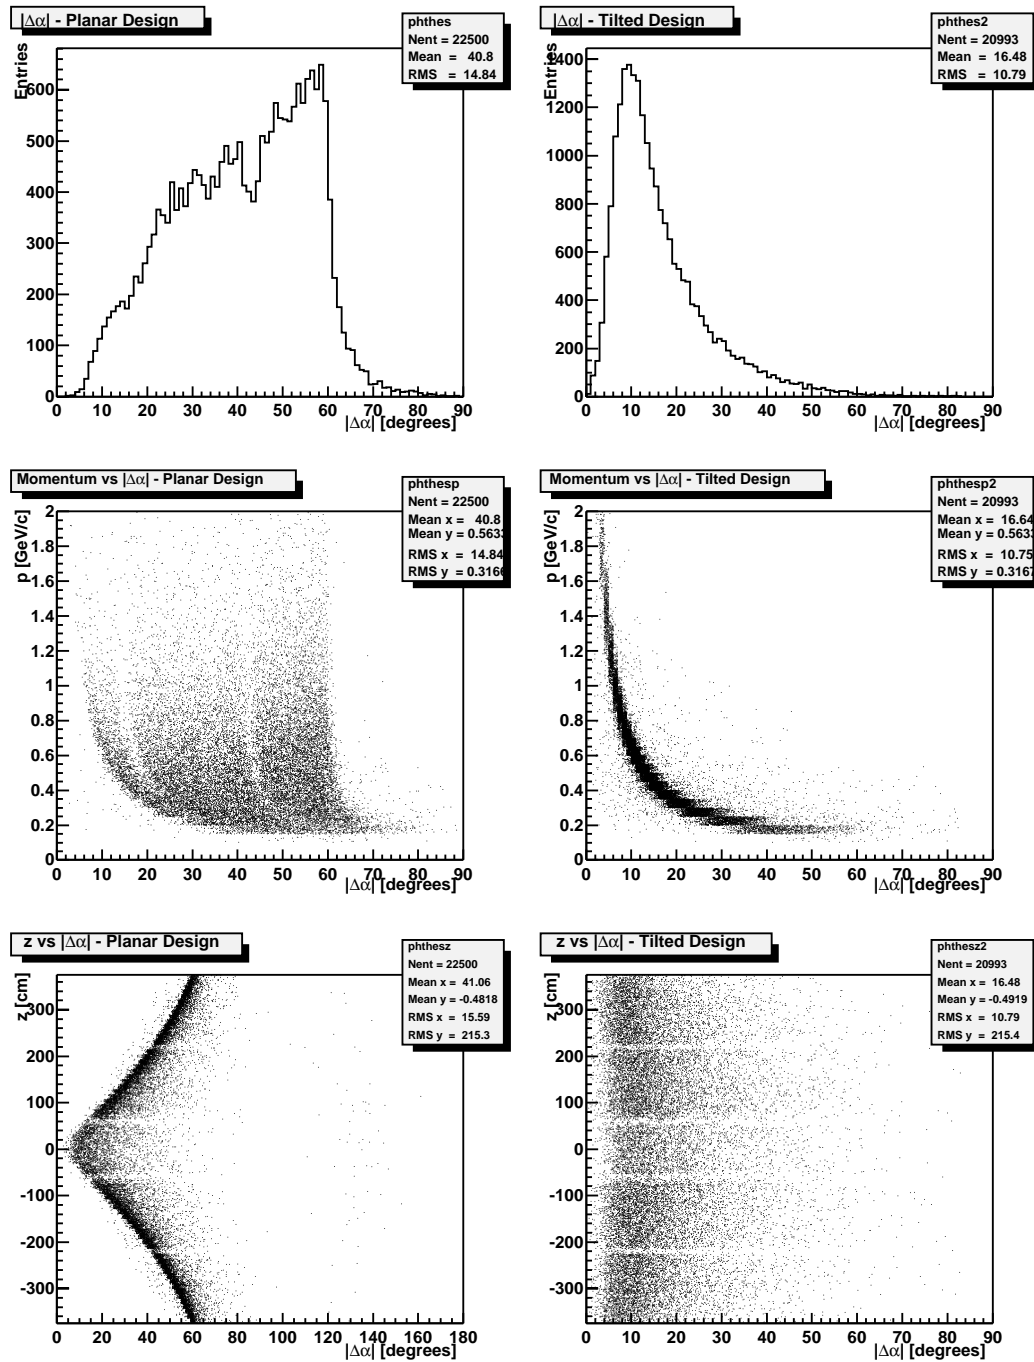 |Δα| - Planar Design
phthes
Nent = 22500
Mean = 40.8
RMS = 14.84
Entries
600
500
400
300
200
100
0
0 10 20 30 40 50 60 70 80 90
|Δα| [degrees]
|Δα| - Tilted Design
phthes2
Nent = 20993
Mean = 16.48
RMS = 10.79
Entries
1400
1200
1000
800
600
400
200
0
0 10 20 30 40 50 60 70 80 90
|Δα| [degrees]
Momentum vs |Δα| - Planar Design
phthesp
Nent = 22500
Mean x = 40.8
Mean y = 0.5633
RMS x = 14.84
RMS y = 0.3166
p [GeV/c]
2
1.8
1.6
1.4
1.2
1
0.8
0.6
0.4
0.2
0
0 10 20 30 40 50 60 70 80 90
|Δα| [degrees]
Momentum vs |Δα| - Tilted Design
phthesp2
Nent = 20993
Mean x = 16.64
Mean y = 0.5633
RMS x = 10.75
RMS y = 0.3167
p [GeV/c]
2
1.8
1.6
1.4
1.2
1
0.8
0.6
0.4
0.2
0
0 10 20 30 40 50 60 70 80 90
|Δα| [degrees]
z vs |Δα| - Planar Design
phthesz
Nent = 22500
Mean x = 41.06
Mean y = -0.4818
RMS x = 15.59
RMS y = 215.3
z [cm]
300
200
100
0
-100
-200
-300
0 20 40 60 80 100 120 140 160 180
|Δα| [degrees]
z vs |Δα| - Tilted Design
phthesz2
Nent = 20993
Mean x = 16.48
Mean y = -0.4919
RMS x = 10.79
RMS y = 215.4
z [cm]
300
200
100
0
-100
-200
-300
0 10 20 30 40 50 60 70 80 90
|Δα| [degrees]